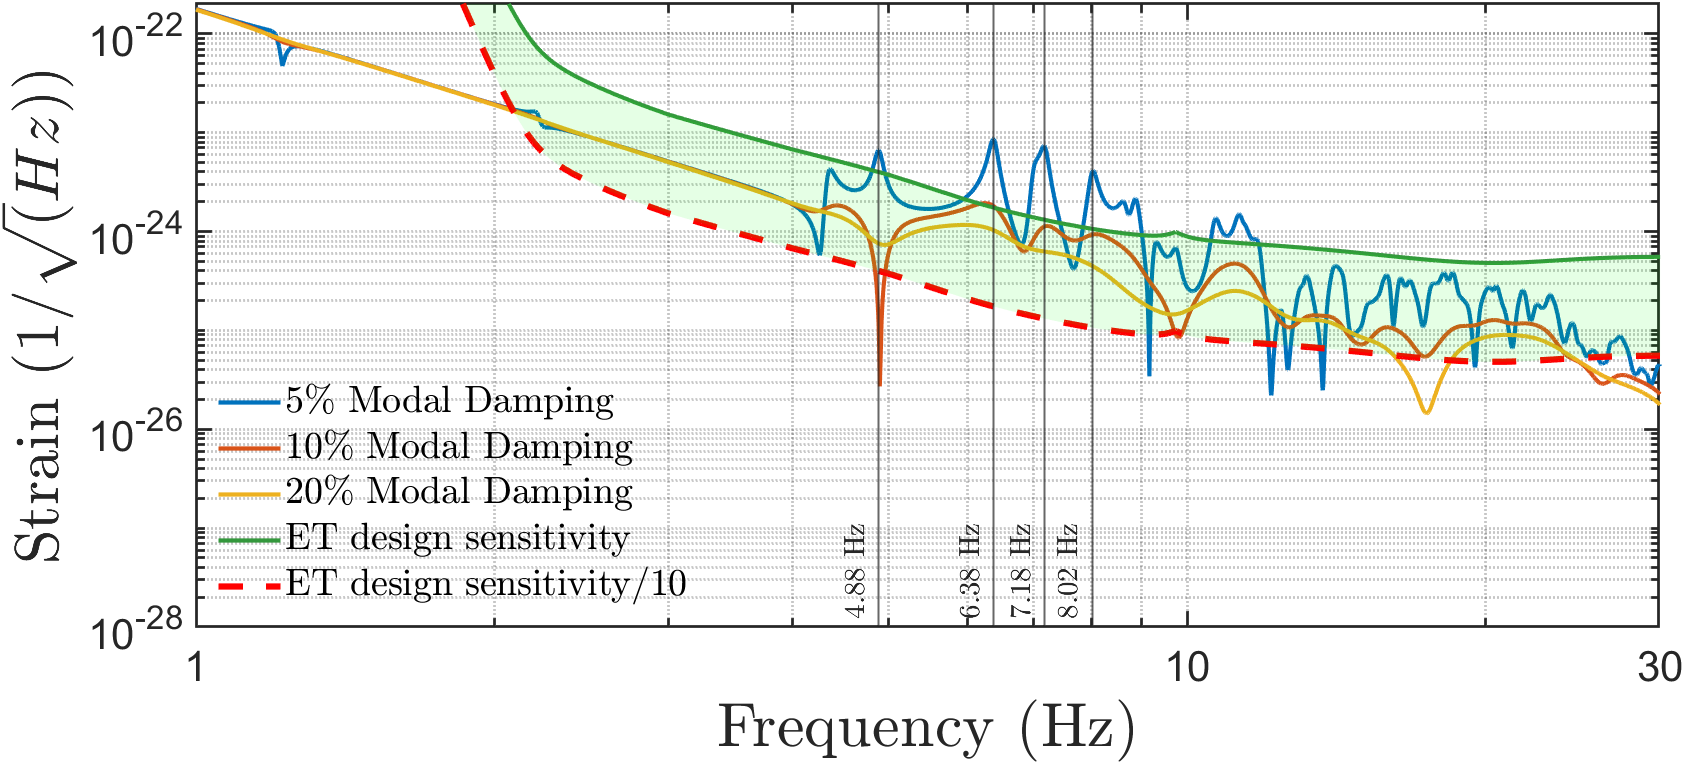 Strain (1/√(Hz))
10-22
10-24
10-26
10-28
5% Modal Damping
10% Modal Damping
20% Modal Damping
ET design sensitivity
ET design sensitivity/10
4.88 Hz
6.38 Hz
7.18 Hz
8.02 Hz
1
10
30
Frequency (Hz)